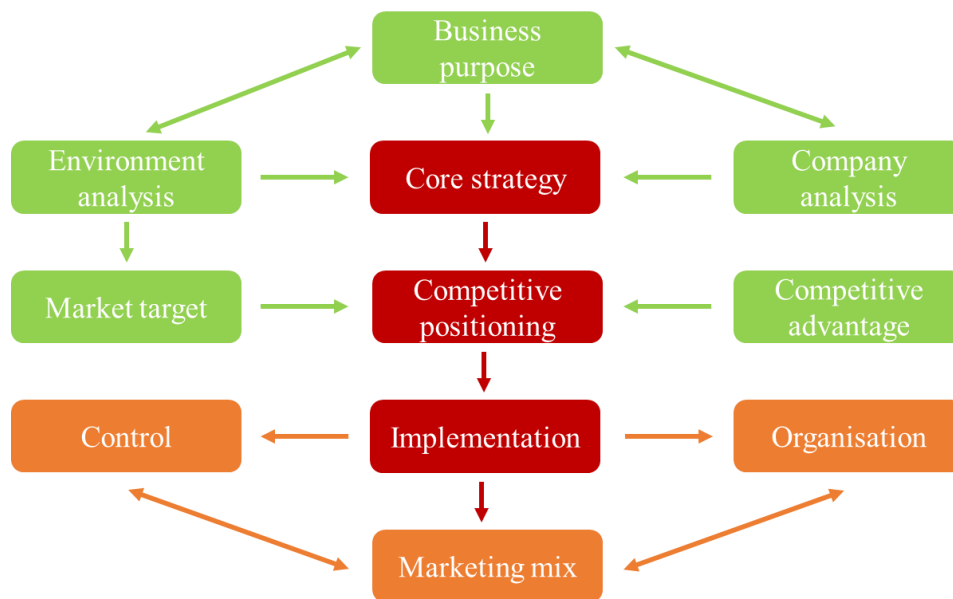 Business
purpose
Environment
analysis
Core strategy
Company
analysis
Market target
Competitive
positioning
Competitive
advantage
Control
Implementation
Organisation
Marketing mix